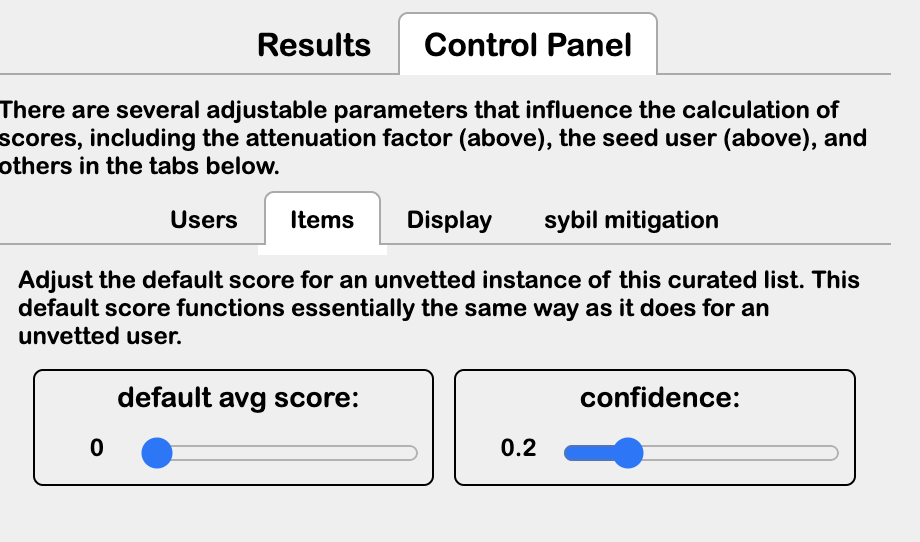 Results Control Panel
There are several adjustable parameters that influence the calculation of
scores, including the attenuation factor (above), the seed user (above), and
others in the tabs below.
Users Items Display sybil mitigation
Adjust the default score for an unvetted instance of this curated list. This
default score functions essentially the same way as it does for an
unvetted user.
default avg score: confidence:
0 0.2